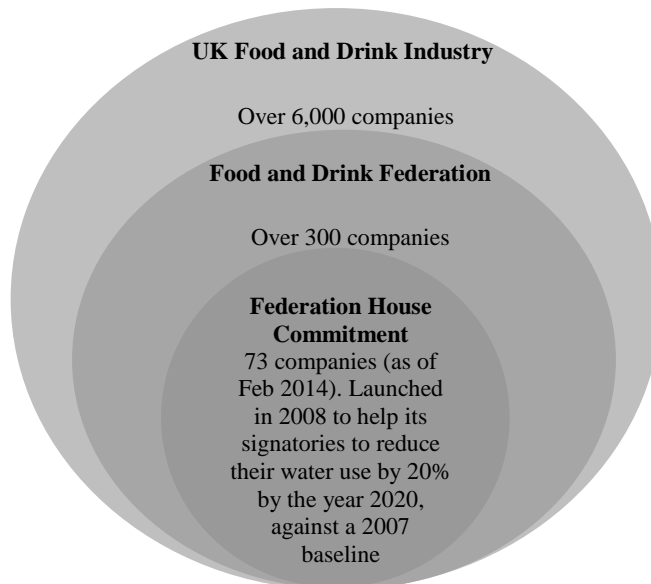 UK Food and Drink Industry
Over 6,000 companies
Food and Drink Federation
Over 300 companies
Federation House
Commitment
73 companies (as of
Feb 2014). Launched
in 2008 to help its
signatories to reduce
their water use by 20%
by the year 2020,
against a 2007
baseline